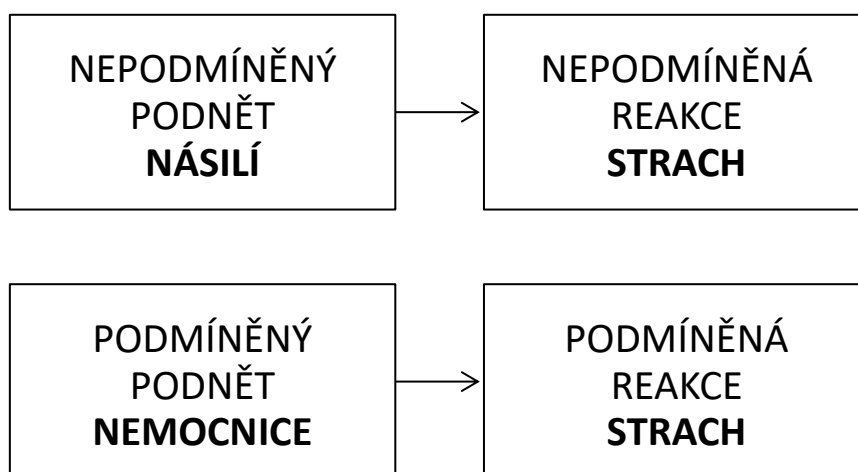 NEPODMÍNĚNÝ
PODNĚT
NÁSILÍ
NEPODMÍNĚNÁ
REAKCE
STRACH
PODMÍNĚNÝ
PODNĚT
NEMOCNICE
PODMÍNĚNÁ
REAKCE
STRACH